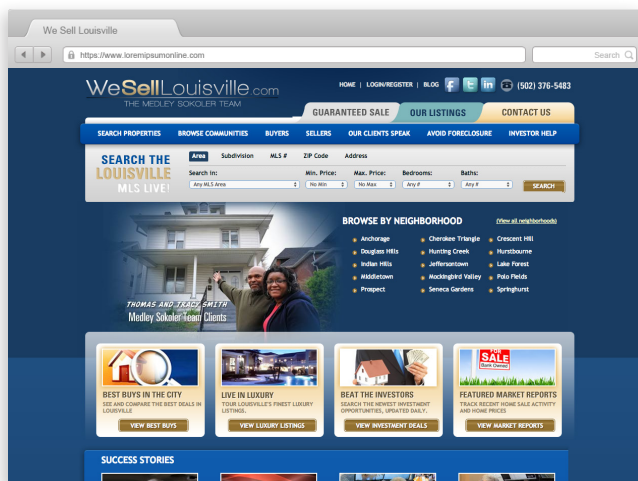 We Sell Louisville
https://www.loremipsumonline.com
Search
WeSellLouisville.com
THE MEDLEY SOKOLER TEAM
HOME | LOGIN/REGISTER | BLOG f t in (502) 376-5483
GUARANTEED SALE OUR LISTINGS CONTACT US
SEARCH PROPERTIES BROWSE COMMUNITIES BUYERS SELLERS OUR CLIENTS SPEAK AVOID FORECLOSURE INVESTOR HELP
SEARCH THE
LOUISVILLE
MLS LIVE!
Area Subdivision MLS # ZIP Code Address
Search In: Min. Price: Max. Price: Bedrooms: Baths:
Any MLS Area No Min No Max Any # Any # SEARCH
BROWSE BY NEIGHBORHOOD (View all neighborhoods)
Anchorage Cherokee Triangle Crescent Hill
Douglass Hills Hunting Creek Hurstbourne
Indian Hills Jeffersontown Lake Forest
Middletown Mockingbird Valley Polo Fields
Prospect Seneca Gardens Springhurst
THOMAS AND TRACY SMITH
Medley Sokoler Team Clients
FOR
SALE
Bank Owned
BEST BUYS IN THE CITY
SEE AND COMPARE THE BEST DEALS IN
LOUISVILLE
VIEW BEST BUYS
LIVE IN LUXURY
TOUR LOUISVILLE'S FINEST LUXURY
LISTINGS.
VIEW LUXURY LISTINGS
BEAT THE INVESTORS
SEARCH THE NEWEST INVESTMENT
OPPORTUNITIES, UPDATED DAILY.
VIEW INVESTMENT DEALS
FEATURED MARKET REPORTS
TRACK RECENT HOME SALE ACTIVITY
AND HOME PRICES
VIEW MARKET REPORTS
SUCCESS STORIES